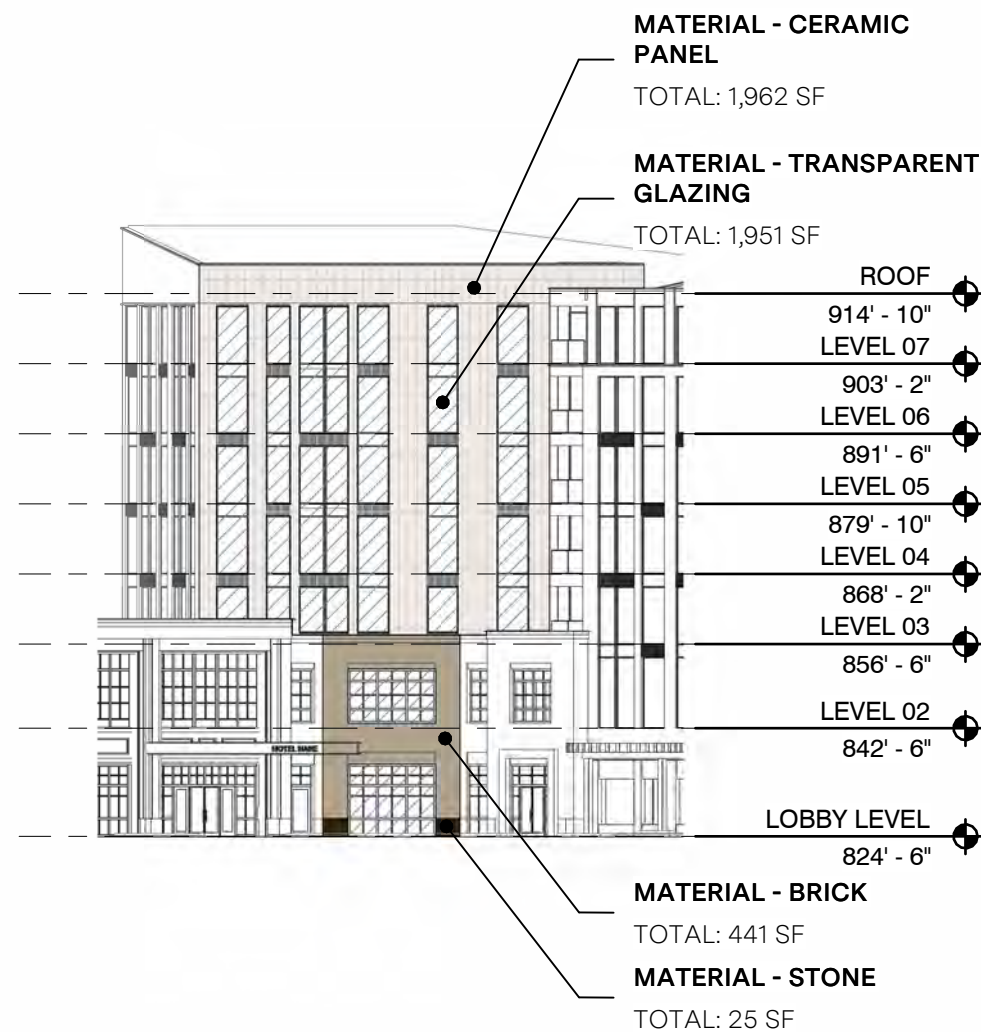 MATERIAL - CERAMIC
PANEL
TOTAL: 1,962 SF
MATERIAL - TRANSPARENT
GLAZING
TOTAL: 1,951 SF
ROOF
914' - 10"
LEVEL 07
903' - 2"
LEVEL 06
891' - 6"
LEVEL 05
879' - 10"
LEVEL 04
868' - 2"
LEVEL 03
856' - 6"
LEVEL 02
842' - 6"
HOTEL NAME
LOBBY LEVEL
824' - 6"
MATERIAL - BRICK
TOTAL: 441 SF
MATERIAL - STONE
TOTAL: 25 SF